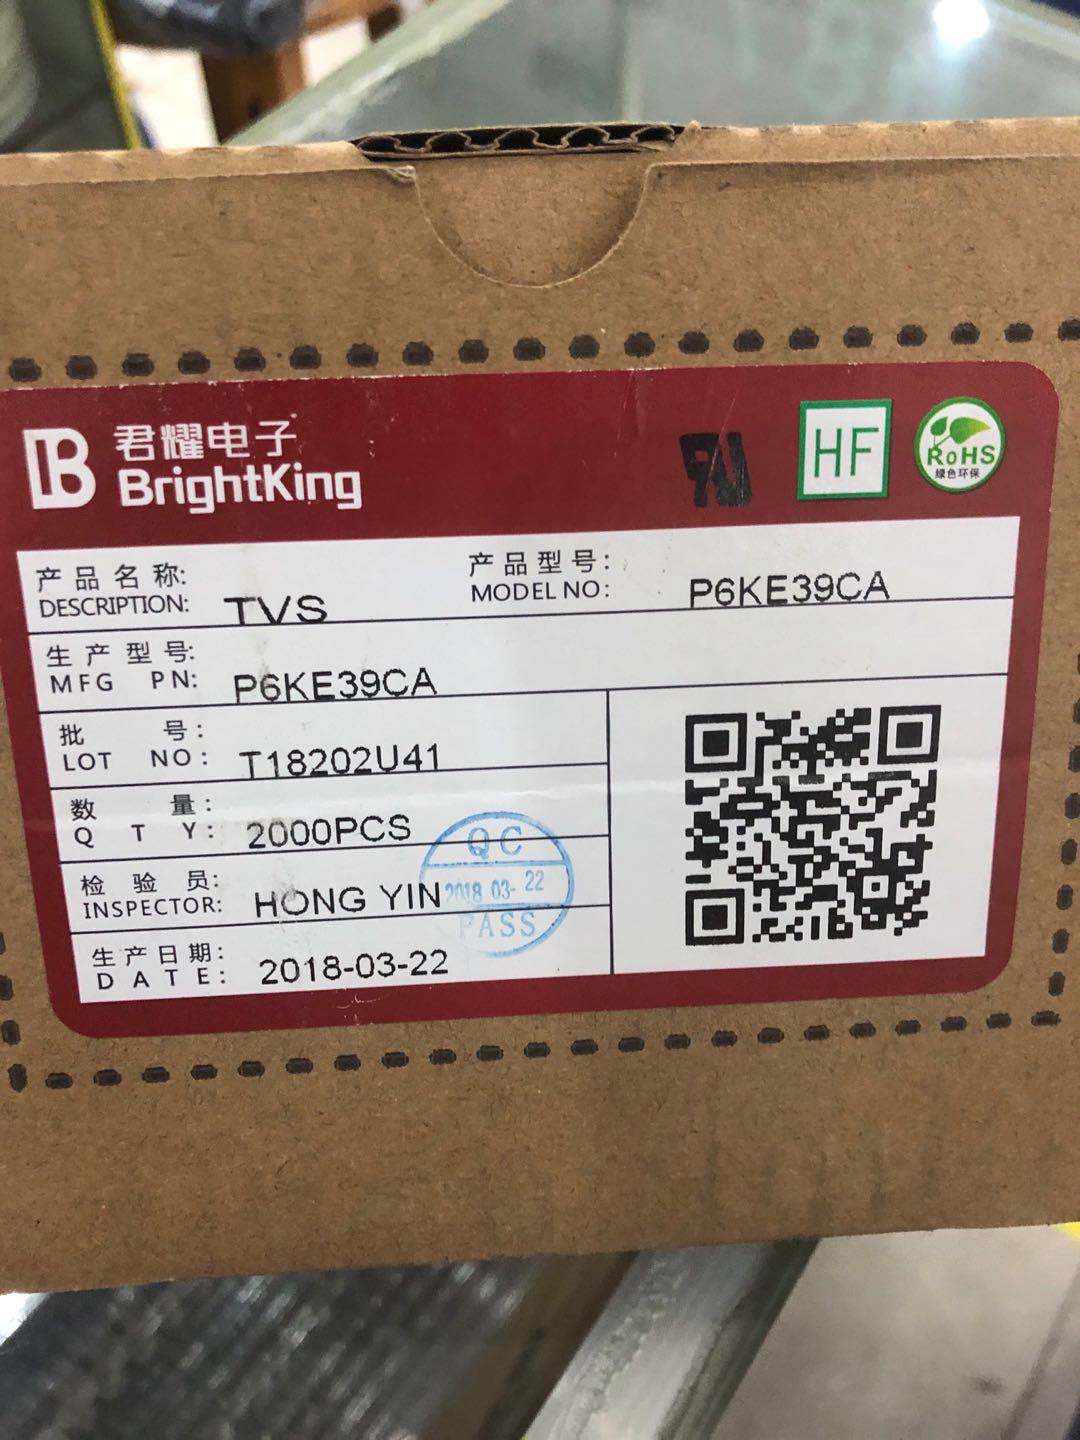 B 君耀电子
BrightKing
RU
HF
RoHS
绿色环保
产品名称:
DESCRIPTION: TVS
产品型号:
MODEL NO: P6KE39CA
生产型号:
MFG PN: P6KE39CA
批 号:
LOT NO: T18202U41
数 量:
Q T Y: 2000PCS
检 验 员:
INSPECTOR: HONG YIN
生产日期:
D A T E: 2018-03-22
QC
2018 03- 22
PASS